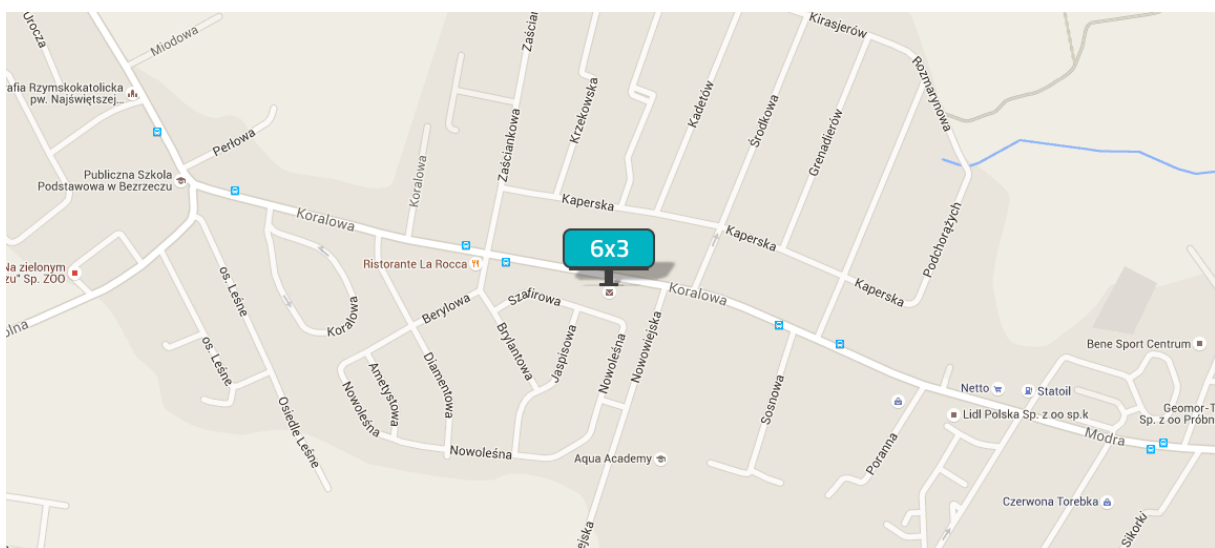 Urocza
Miodowa
Zaścia
Kirasjerów
Rozmarynowa
afia Rzymskokatolicka
pw. Najświętszej...
Perłowa
Krzekowska
Kadetów
Środkowa
Grenadierów
Zaściankowa
Publiczna Szkoła
Podstawowa w Bezrzeczu
Koralowa
Koralowa
Kaperska
Kaperska
Kaperska
Podchorążych
6x3
Na zielonym
zu" Sp. ZOO
Ristorante La Rocca
os. Leśne
Koralowa
Koralowa
Berylowa
Szafirowa
olna
os. Leśne
Brylantowa
Jaspisowa
Nowoleśna
Nowowiejska
Bene Sport Centrum
Diamentowa
Ametystowa
Nowoleśna
Osiedle Leśne
Sosnowa
Netto
Statoil
Lidl Polska Sp. z oo sp.k
Geomor-T
Sp. z oo Próbn
Modra
Nowoleśna
Aqua Academy
Poranna
Czerwona Torebka
ejska
Sikorki